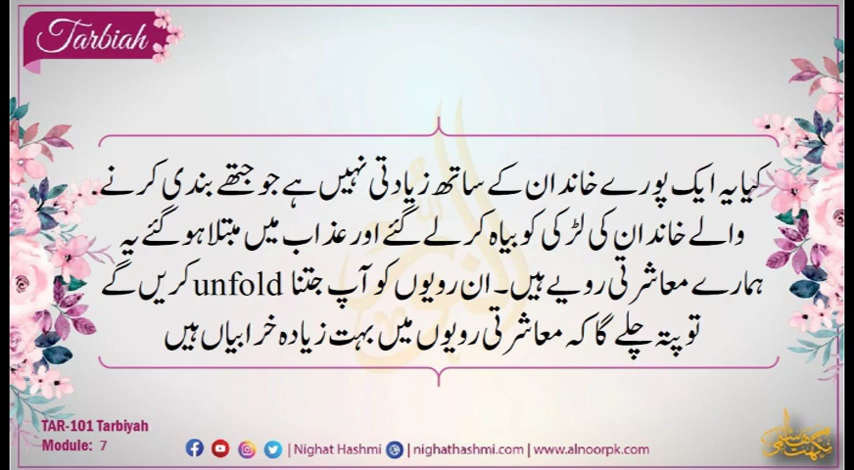 Tarbiah
کیا یہ ایک پورے خاندان کے ساتھ زیادتی نہیں ہے جو جتھے بندی کرنے
والے خاندان کی لڑکی کو بیاہ کر لے گئے اور عذاب میں مبتلا ہو گئے یہ
ہمارے معاشرتی رویے ہیں۔ ان رویوں کو آپ جتنا unfold کریں گے
تو پتہ چلے گا کہ معاشرتی رویوں میں بہت زیادہ خرابیاں ہیں
TAR-101 Tarbiyah
Module: 7
| Nighat Hashmi | nighathashmi.com | www.alnoorpk.com
نگہت ہاشمی